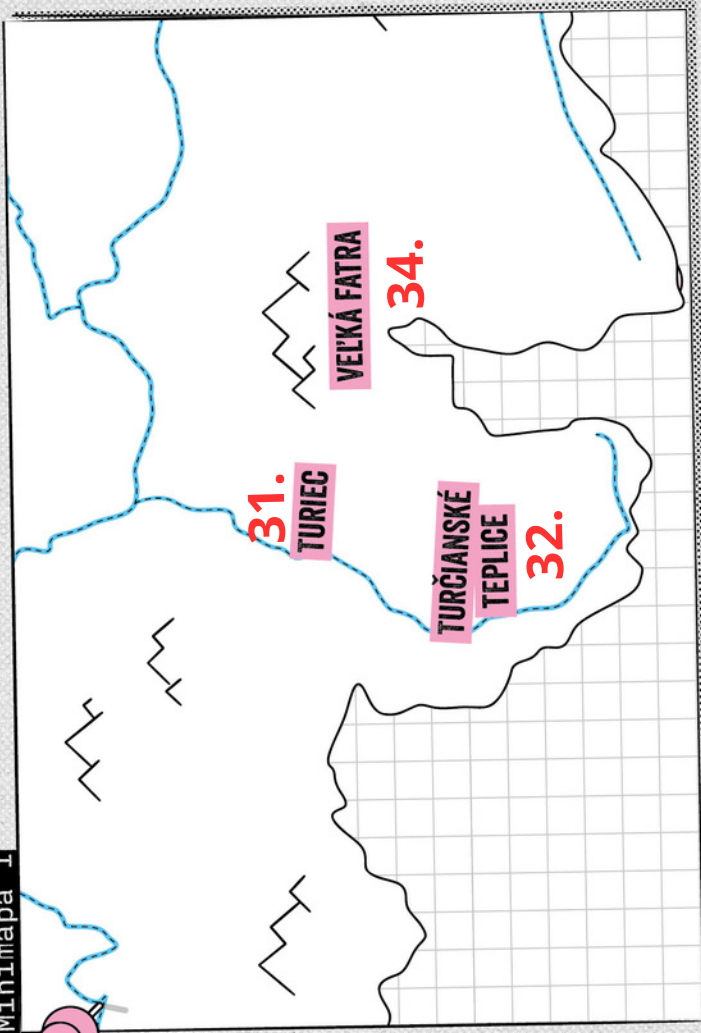 VEĽKÁ FATRA
34.
31.
TURIEC
TURČIANSKÉ
TEPLICE
32.
Minimapa 1